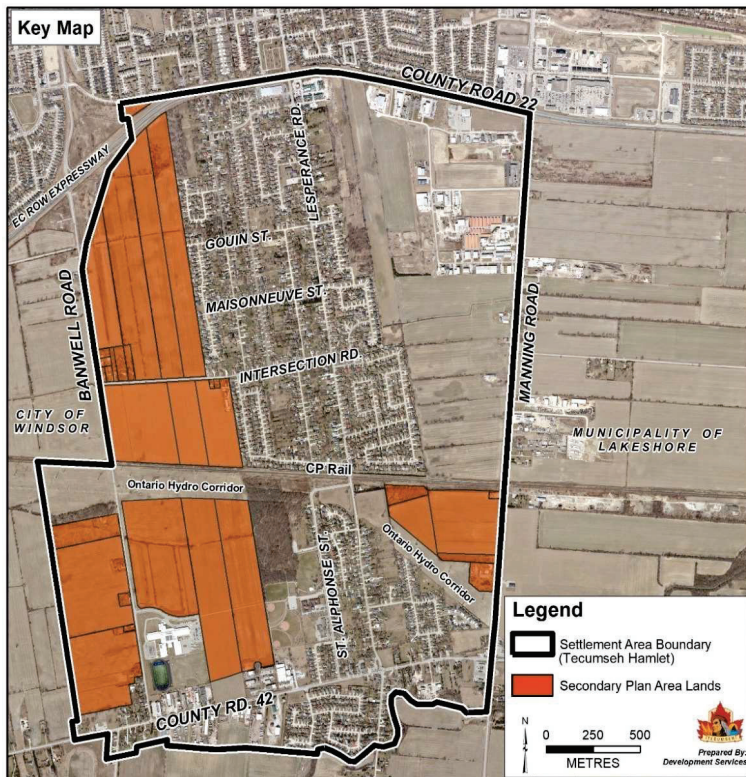 Key Map
COUNTY ROAD 22
LESPERANCE RD.
EC ROW EXPRESSWAY
GOUIN ST.
BANWELL ROAD
MAISONNEUVE ST.
MANNING ROAD
INTERSECTION RD.
CITY OF
WINDSOR
MUNICIPALITY OF
LAKESHORE
CP Rail
Ontario Hydro Corridor
Ontario Hydro Corridor
ST. ALPHONSE ST.
COUNTY RD. 42
Legend
Settlement Area Boundary
(Tecumseh Hamlet)
Secondary Plan Area Lands
N
0 250 500
METRES
TECUMSEH
Prepared By:
Development Services